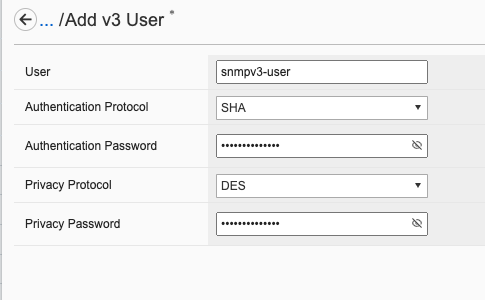 ... /Add v3 User *
User snmpv3-user
Authentication Protocol SHA
Authentication Password ••••••••••••••
Privacy Protocol DES
Privacy Password ••••••••••••••